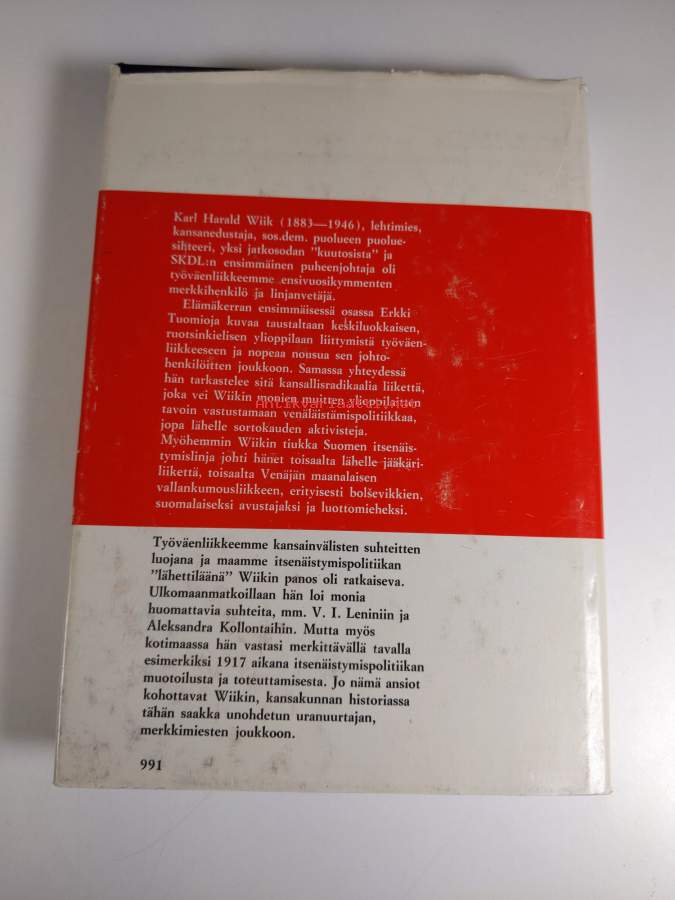 Karl Harald Wiik (1883—1946), lehtimies,
kansanedustaja, sos.dem. puolueen puolue-
sihteeri, yksi jatkosodan "kuutosista" ja
SKDL:n ensimmäinen puheenjohtaja oli
työväenliikkeemme ensivuosikymmenten
merkkihenkilö ja linjanvetäjä.
Elämäkerran ensimmäisessä osassa Erkki
Tuomioja kuvaa taustaltaan keskiluokkaisen,
ruotsinkielisen ylioppilaan liittymistä työväen-
liikkeeseen ja nopeaa nousua sen johto-
henkilöitten joukkoon. Samassa yhteydessä
hän tarkastelee sitä kansallisradikaalia liikettä,
joka vei Wiikin monien muitten ylioppilaitten
tavoin vastustamaan venäläistämispolitiikkaa,
jopa lähelle sortokauden aktivisteja.
Myöhemmin Wiikin tiukka Suomen itsenäis-
tymislinja johti hänet toisaalta lähelle jääkäri-
liikettä, toisaalta Venäjän maanalaisen
vallankumousliikkeen, erityisesti bolševikkien,
suomalaiseksi avustajaksi ja luottomieheksi.
Työväenliikkeemme kansainvälisten suhteitten
luojana ja maamme itsenäistymispolitiikan
"lähettiläänä" Wiikin panos oli ratkaiseva.
Ulkomaanmatkoillaan hän loi monia
huomattavia suhteita, mm. V. I. Leniniin ja
Aleksandra Kollontaihin. Mutta myös
kotimaassa hän vastasi merkittävällä tavalla
esimerkiksi 1917 aikana itsenäistymispolitiikan
muotoilusta ja toteuttamisesta. Jo nämä ansiot
kohottavat Wiikin, kansakunnan historiassa
tähän saakka unohdetun uranuurtajan,
merkkimiesten joukkoon.
991